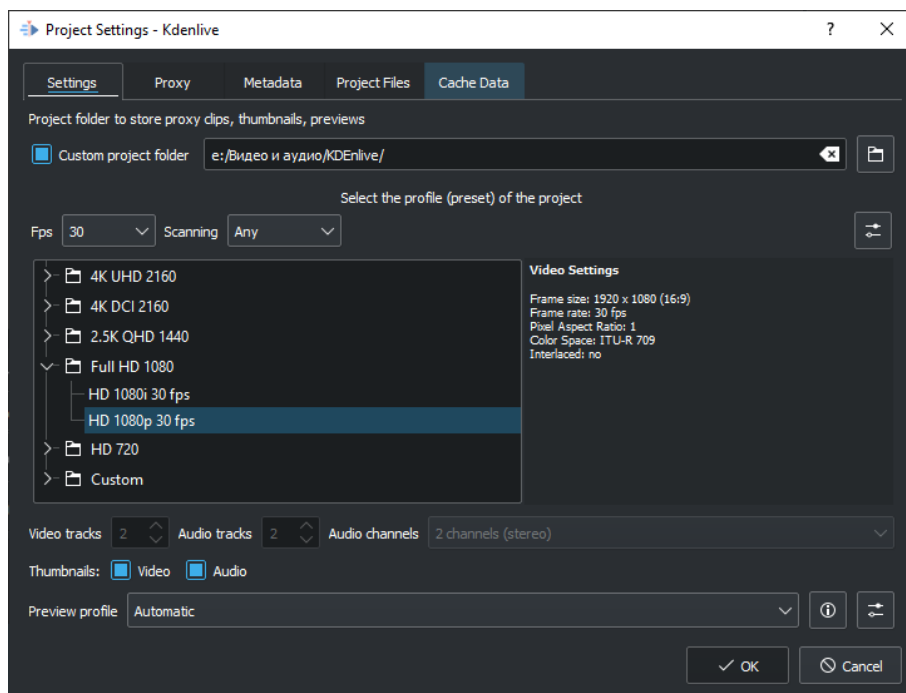 Project Settings - Kdenlive
?
Settings Proxy Metadata Project Files Cache Data
Project folder to store proxy clips, thumbnails, previews
Custom project folder e:/Видео и аудио/KDEnlive/
Select the profile (preset) of the project
Fps 30 Scanning Any
4K UHD 2160
4K DCI 2160
2.5K QHD 1440
Full HD 1080
HD 1080i 30 fps
HD 1080p 30 fps
HD 720
Custom
Video Settings
Frame size: 1920 x 1080 (16:9)
Frame rate: 30 fps
Pixel Aspect Ratio: 1
Color Space: ITU-R 709
Interlaced: no
Video tracks 2 Audio tracks 2 Audio channels 2 channels (stereo)
Thumbnails: Video Audio
Preview profile Automatic
OK Cancel